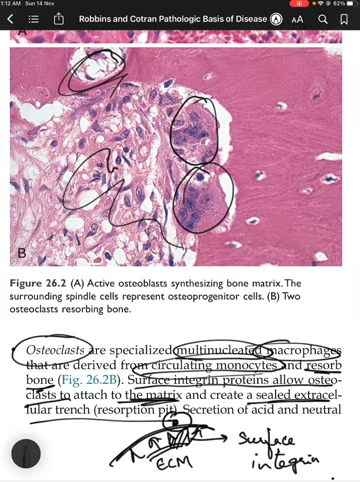 1:12 AM Sun 14 Nov
62%
Robbins and Cotran Pathologic Basis of Disease
AA
A
B
Figure 26.2 (A) Active osteoblasts synthesizing bone matrix. The
surrounding spindle cells represent osteoprogenitor cells. (B) Two
osteoclasts resorbing bone.
Osteoclasts are specialized multinucleated macrophages
that are derived from circulating monocytes and resorb
bone (Fig. 26.2B). Surface integrin proteins allow osteo-
clasts to attach to the matrix and create a sealed extracel-
lular trench (resorption pit). Secretion of acid and neutral
surface
integrin
ECM